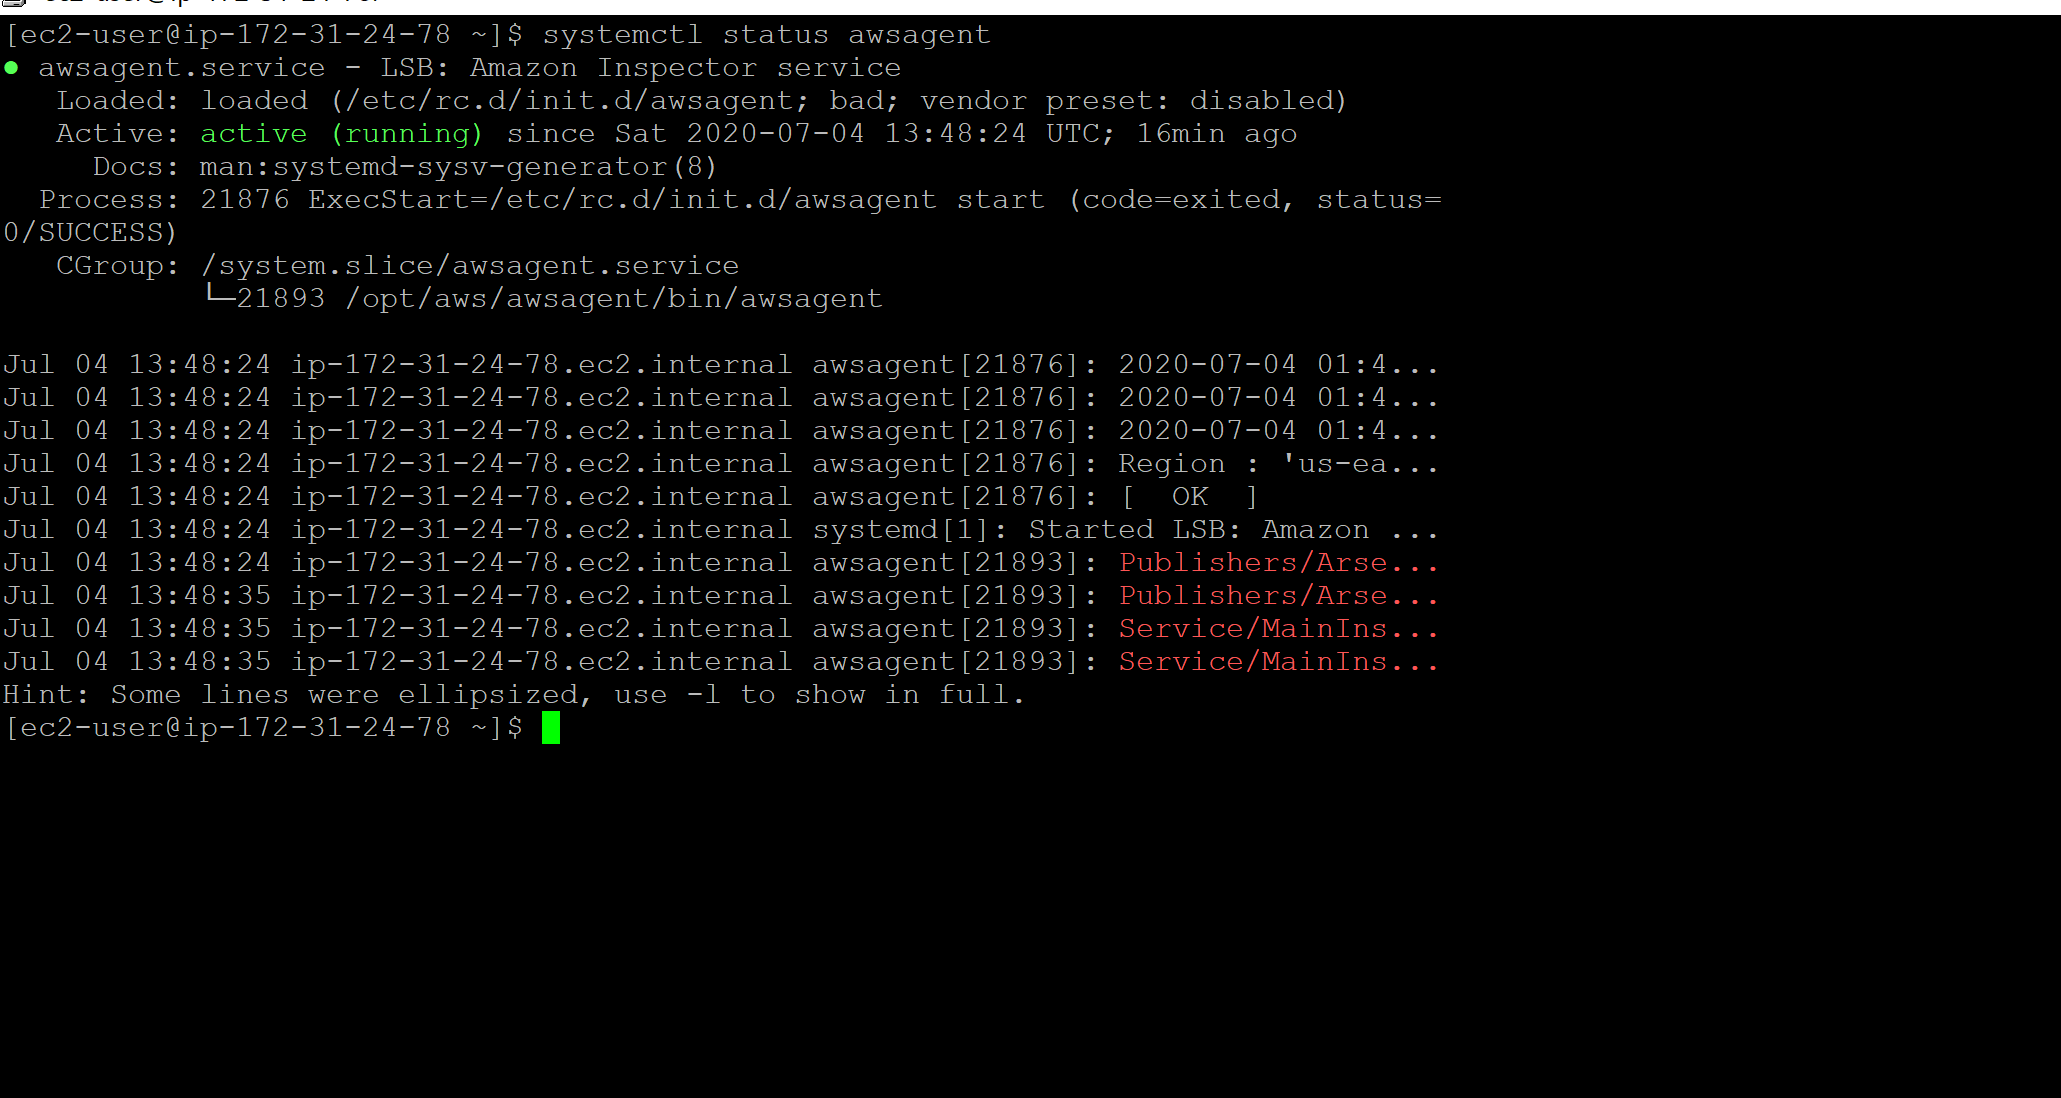 [ec2-user@ip-172-31-24-78 ~]$ systemctl status awsagent
● awsagent.service - LSB: Amazon Inspector service
   Loaded: loaded (/etc/rc.d/init.d/awsagent; bad; vendor preset: disabled)
   Active: active (running) since Sat 2020-07-04 13:48:24 UTC; 16min ago
     Docs: man:systemd-sysv-generator(8)
  Process: 21876 ExecStart=/etc/rc.d/init.d/awsagent start (code=exited, status=
0/SUCCESS)
   CGroup: /system.slice/awsagent.service
           └─21893 /opt/aws/awsagent/bin/awsagent

Jul 04 13:48:24 ip-172-31-24-78.ec2.internal awsagent[21876]: 2020-07-04 01:4...
Jul 04 13:48:24 ip-172-31-24-78.ec2.internal awsagent[21876]: 2020-07-04 01:4...
Jul 04 13:48:24 ip-172-31-24-78.ec2.internal awsagent[21876]: 2020-07-04 01:4...
Jul 04 13:48:24 ip-172-31-24-78.ec2.internal awsagent[21876]: Region : 'us-ea...
Jul 04 13:48:24 ip-172-31-24-78.ec2.internal awsagent[21876]: [  OK  ]
Jul 04 13:48:24 ip-172-31-24-78.ec2.internal systemd[1]: Started LSB: Amazon ...
Jul 04 13:48:24 ip-172-31-24-78.ec2.internal awsagent[21893]: Publishers/Arse...
Jul 04 13:48:35 ip-172-31-24-78.ec2.internal awsagent[21893]: Publishers/Arse...
Jul 04 13:48:35 ip-172-31-24-78.ec2.internal awsagent[21893]: Service/MainIns...
Jul 04 13:48:35 ip-172-31-24-78.ec2.internal awsagent[21893]: Service/MainIns...
Hint: Some lines were ellipsized, use -l to show in full.
[ec2-user@ip-172-31-24-78 ~]$